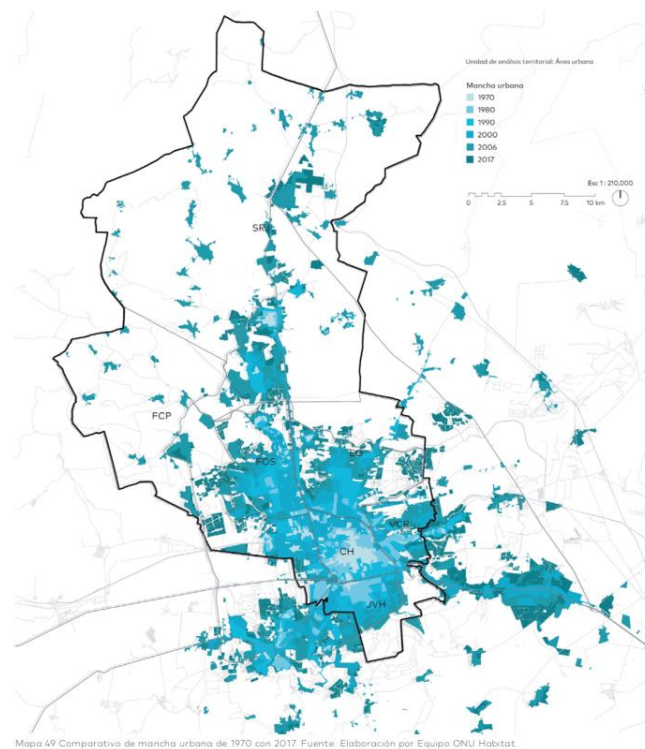 Unidad de análisis territorial: Área urbana
Mancha urbana
1970
1980
1990
2000
2006
2017
Esc 1 : 210,000
0 2.5 5 7.5 10 km
SRJ
FCP
FOS
EG
VCR
CH
JVH
Mapa 49 Comparativo de mancha urbana de 1970 con 2017. Fuente: Elaboración por Equipo ONU Habitat.